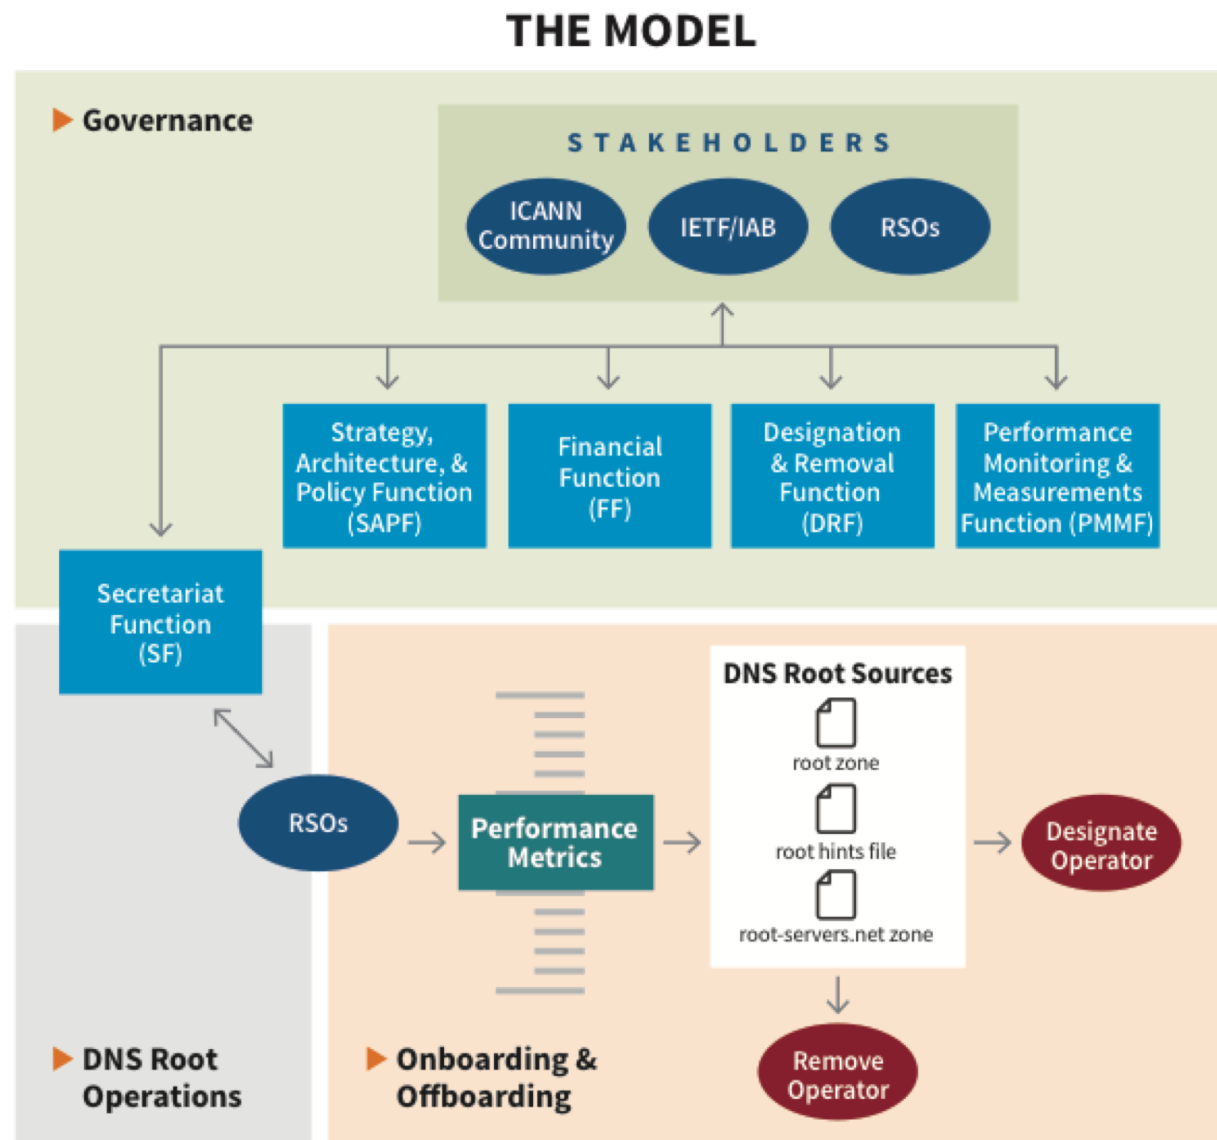 THE MODEL
Governance
STAKEHOLDERS
ICANN
Community
IETF/IAB
RSOs
Strategy,
Architecture, &
Policy Function
(SAPF)
Financial
Function
(FF)
Designation
& Removal
Function
(DRF)
Performance
Monitoring &
Measurements
Function (PMMF)
Secretariat
Function
(SF)
RSOs
Performance
Metrics
DNS Root Sources
root zone
root hints file
root-servers.net zone
Designate
Operator
Remove
Operator
DNS Root
Operations
Onboarding &
Offboarding